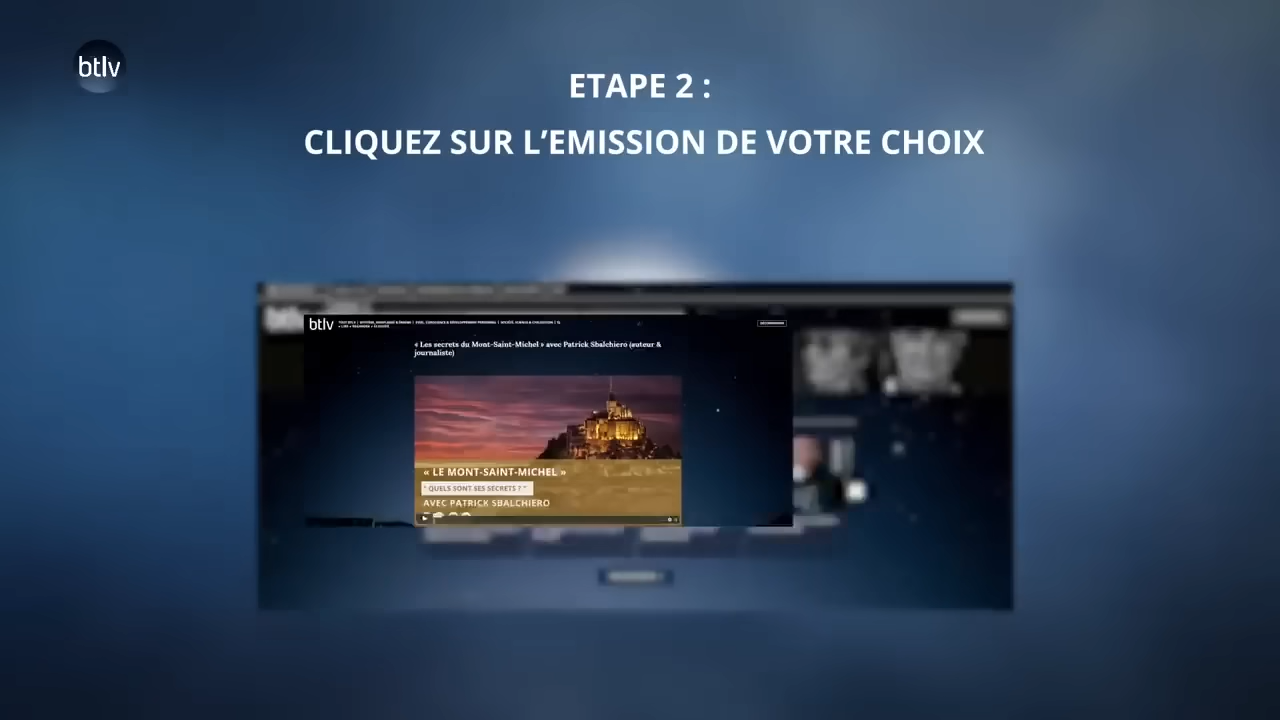 btlv
ETAPE 2 :
CLIQUEZ SUR L’EMISSION DE VOTRE CHOIX
btlv
« Les secrets du Mont-Saint-Michel » avec Patrick Sbalchiero (auteur &
journaliste)
« LE MONT-SAINT-MICHEL »
“ QUELS SONT SES SECRETS ? ”
AVEC PATRICK SBALCHIERO